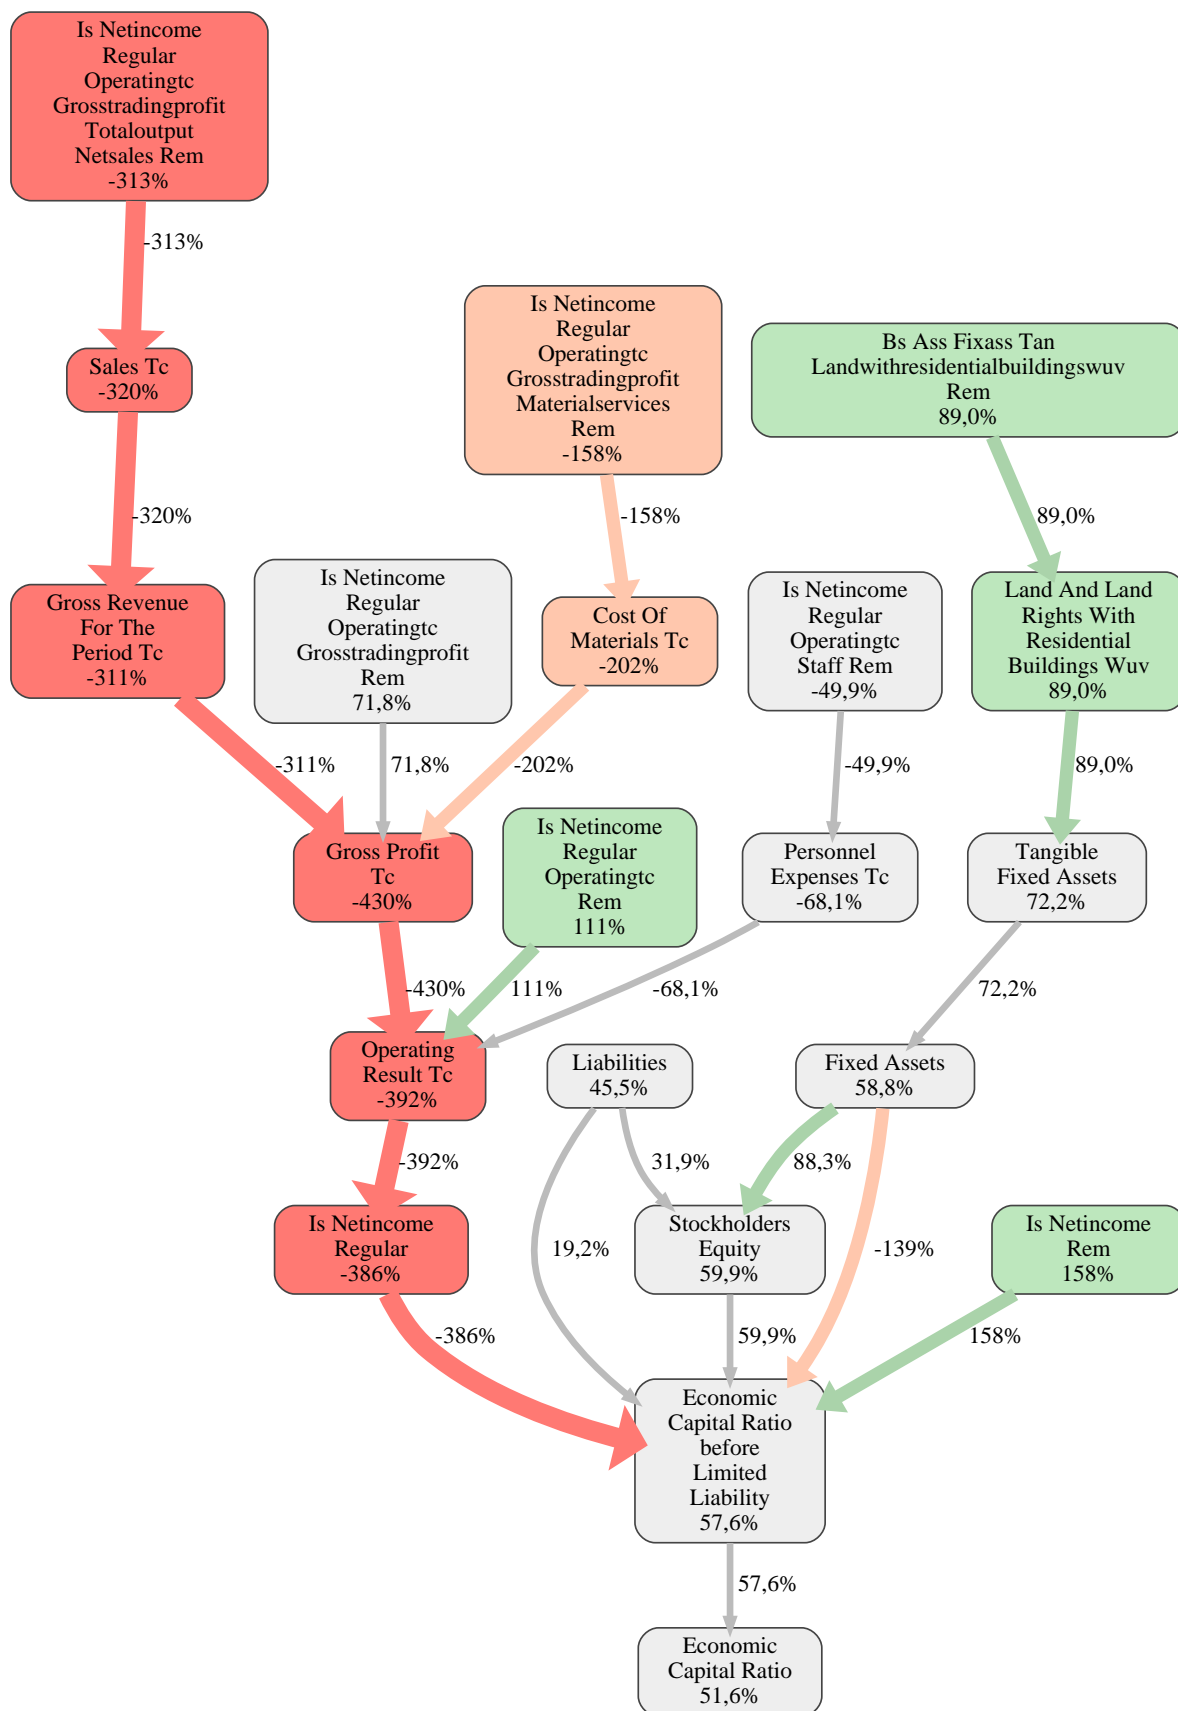 Is Netincome
Regular
Operatingtc
Grosstradingprofit
Totaloutput
Netsales Rem
-313%
-313%
Is Netincome
Regular
Operatingtc
Grosstradingprofit
Materialservices
Rem
-158%
Bs Ass Fixass Tan
Landwithresidentialbuildingswuv
Rem
89,0%
Sales Tc
-320%
-320%
-158%
89,0%
Gross Revenue
For The
Period Tc
-311%
Is Netincome
Regular
Operatingtc
Grosstradingprofit
Rem
71,8%
Cost Of
Materials Tc
-202%
Is Netincome
Regular
Operatingtc
Staff Rem
-49,9%
Land And Land
Rights With
Residential
Buildings Wuv
89,0%
-311%
71,8%
-202%
-49,9%
89,0%
Gross Profit
Tc
-430%
Is Netincome
Regular
Operatingtc
Rem
111%
Personnel
Expenses Tc
-68,1%
Tangible
Fixed Assets
72,2%
-430%
111%
-68,1%
72,2%
Operating
Result Tc
-392%
Liabilities
45,5%
Fixed Assets
58,8%
-392%
31,9%
88,3%
Is Netincome
Regular
-386%
19,2%
Stockholders
Equity
59,9%
-139%
Is Netincome
Rem
158%
-386%
59,9%
158%
Economic
Capital Ratio
before
Limited
Liability
57,6%
57,6%
Economic
Capital Ratio
51,6%